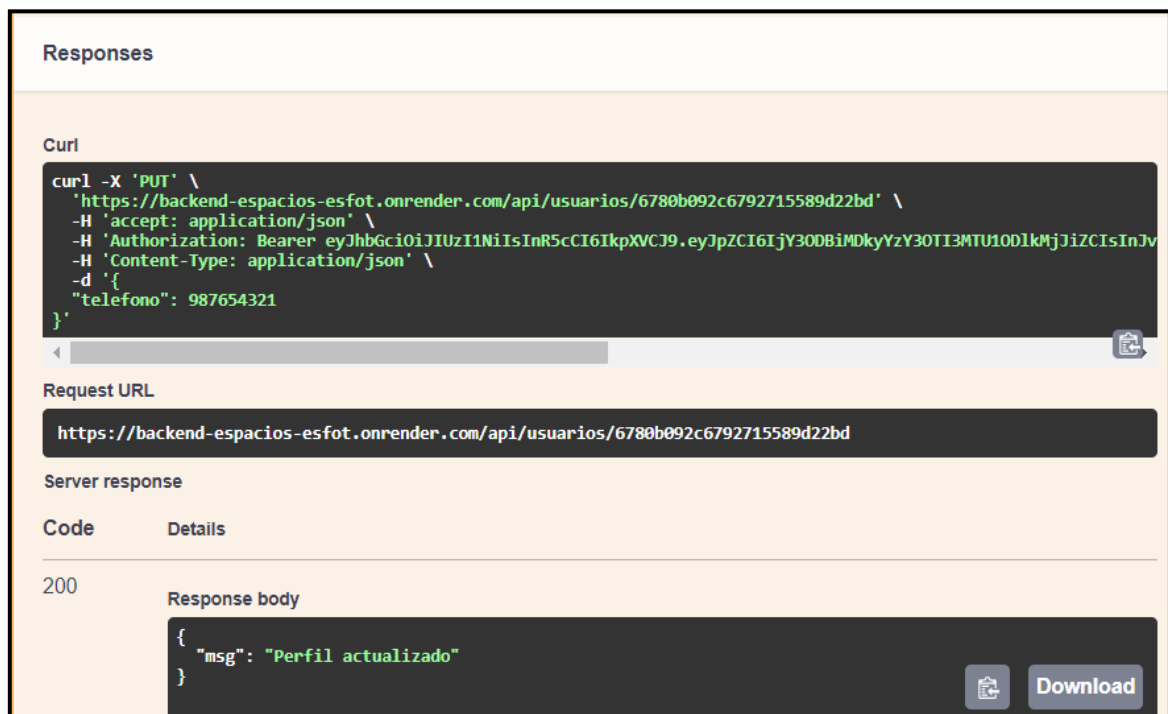 Responses
Curl
curl -X 'PUT' \
'https://backend-espacios-esfot.onrender.com/api/usuarios/6780b092c6792715589d22bd' \
-H 'accept: application/json' \
-H 'Authorization: Bearer eyJhbGciOiJIUzI1NiIsInR5cCI6IkpXVCJ9.eyJpZCI6IjY3ODBiMDkyYzY3OTI3MTU1ODlkMjJiZCIsInJv
-H 'Content-Type: application/json' \
-d '{
"telefono": 987654321
}'
Request URL
https://backend-espacios-esfot.onrender.com/api/usuarios/6780b092c6792715589d22bd
Server response
Code Details
200
Response body
{
"msg": "Perfil actualizado"
}
Download